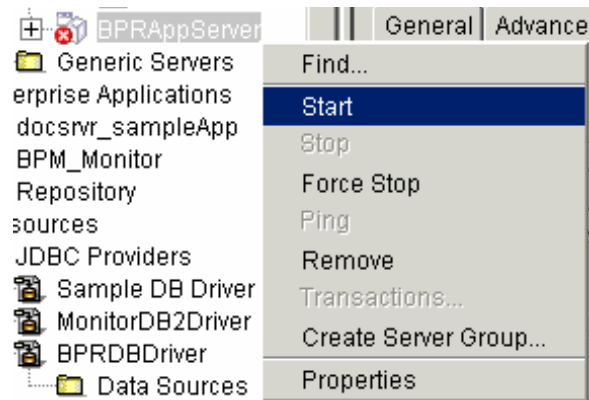 BPRAppServer
Generic Servers
erprise Applications
docsrvr_sampleApp
BPM_Monitor
Repository
sources
JDBC Providers
Sample DB Driver
MonitorDB2Driver
BPRDBDriver
Data Sources
General
Advance
Find...
Start
Stop
Force Stop
Ping
Remove
Transactions...
Create Server Group...
Properties